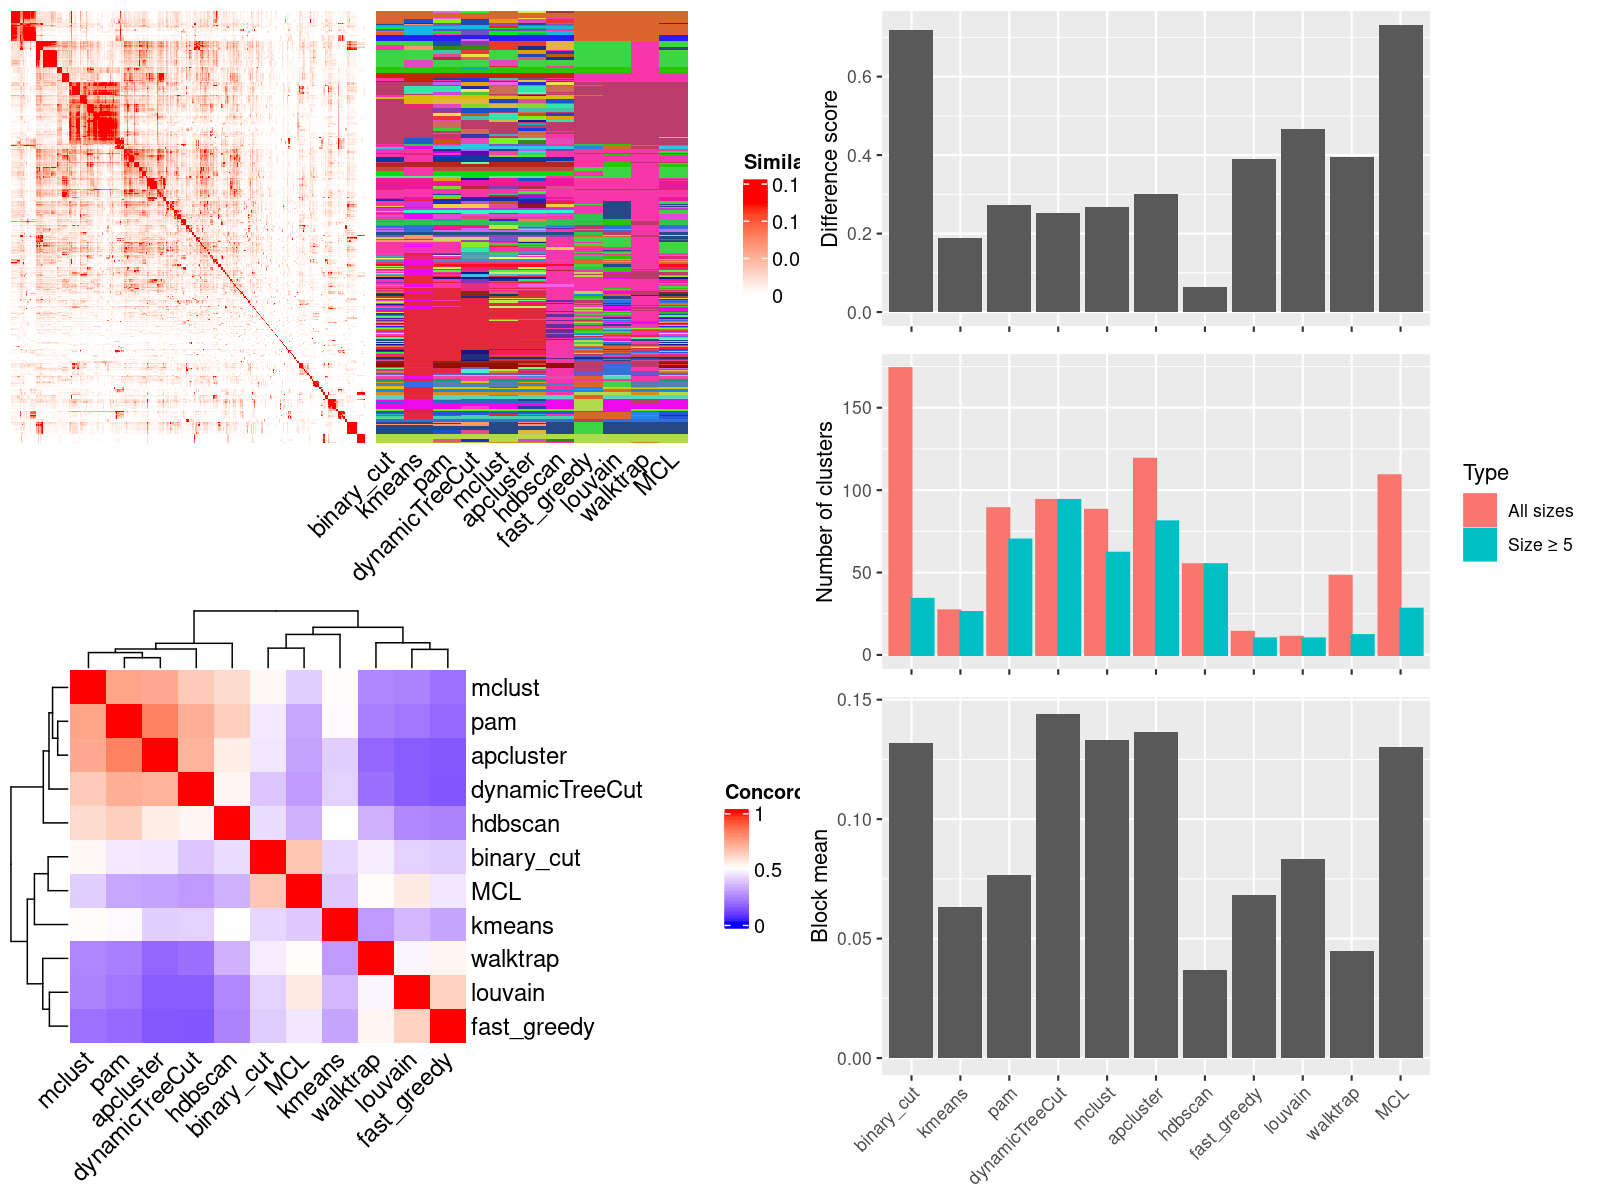 Simila
0.1
0.1
0.0
0
binary_cut
kmeans
pam
dynamicTreeCut
mclust
apcluster
hdbscan
fast_greedy
louvain
walktrap
MCL
Difference score
0.6
0.4
0.2
0.0
Number of clusters
150
100
50
0
Type
All sizes
Size ≥ 5
Block mean
0.15
0.10
0.05
0.00
binary_cut
kmeans
pam
dynamicTreeCut
mclust
apcluster
hdbscan
fast_greedy
louvain
walktrap
MCL
mclust
pam
apcluster
dynamicTreeCut
hdbscan
binary_cut
MCL
kmeans
walktrap
louvain
fast_greedy
mclust
pam
apcluster
dynamicTreeCut
hdbscan
binary_cut
MCL
kmeans
walktrap
louvain
fast_greedy
Concord
1
0.5
0